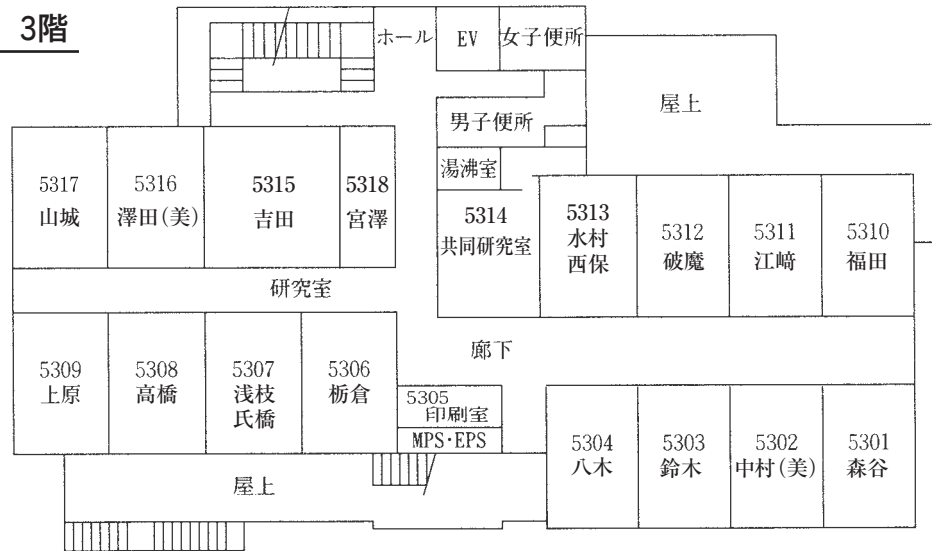 3階
ホール
EV
女子便所
屋上
男子便所
湯沸室
5317
山城
5316
澤田(美)
5315
吉田
5318
宮澤
5314
共同研究室
5313
水村
西保
5312
破魔
5311
江﨑
5310
福田
研究室
廊下
5309
上原
5308
高橋
5307
浅枝
氏橋
5306
栃倉
5305
印刷室
MPS·EPS
5304
八木
5303
鈴木
5302
中村(美)
5301
森谷
屋上